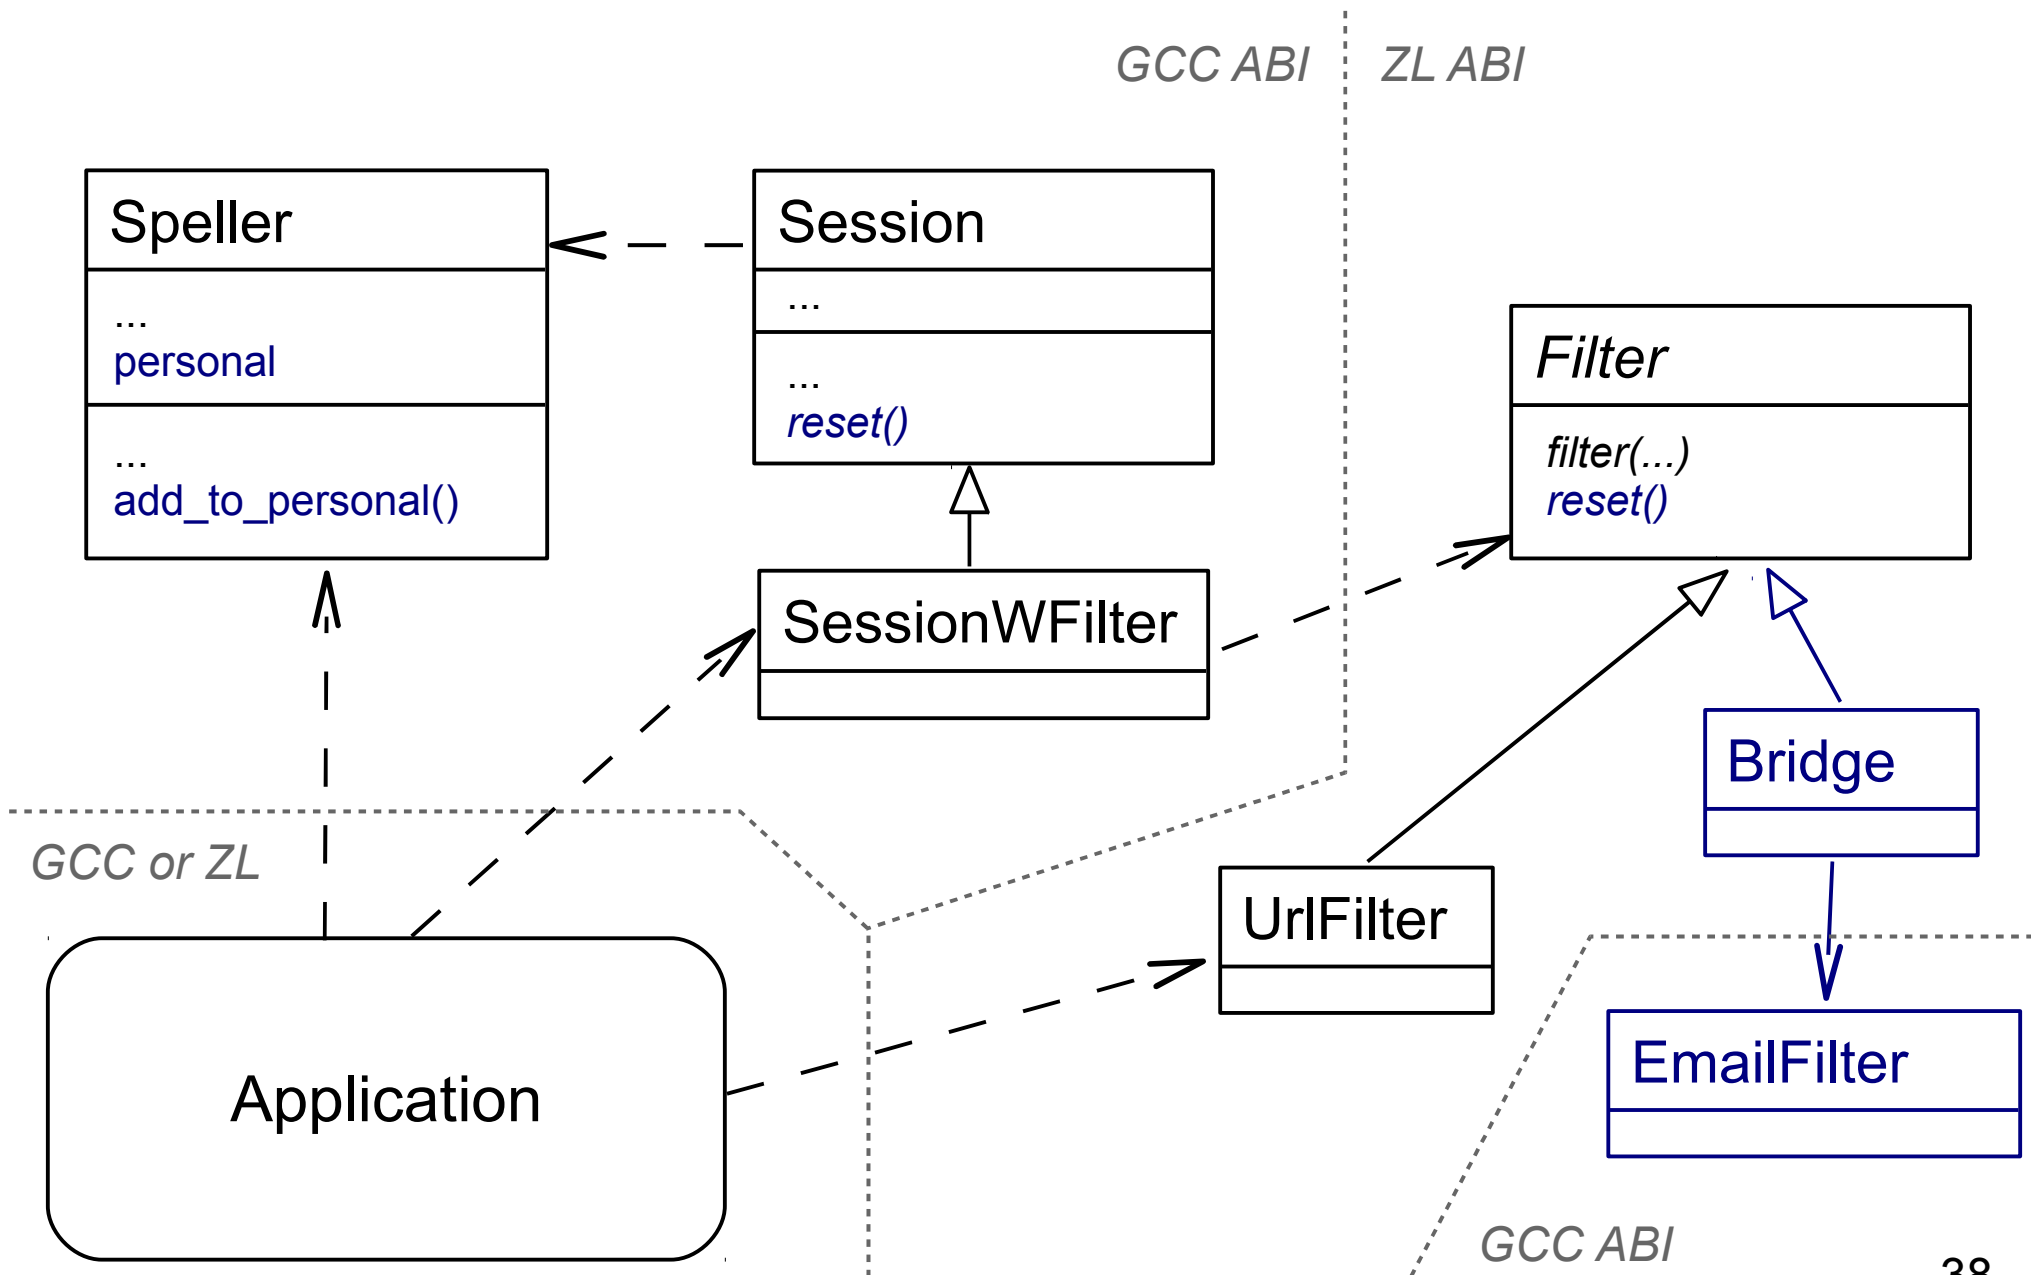 GCC ABI
ZL ABI
Speller
...
personal
...
add_to_personal()
Session
...
...
reset()
Filter
filter(...)
reset()
SessionWFilter
Bridge
GCC or ZL
UrlFilter
Application
EmailFilter
GCC ABI
38